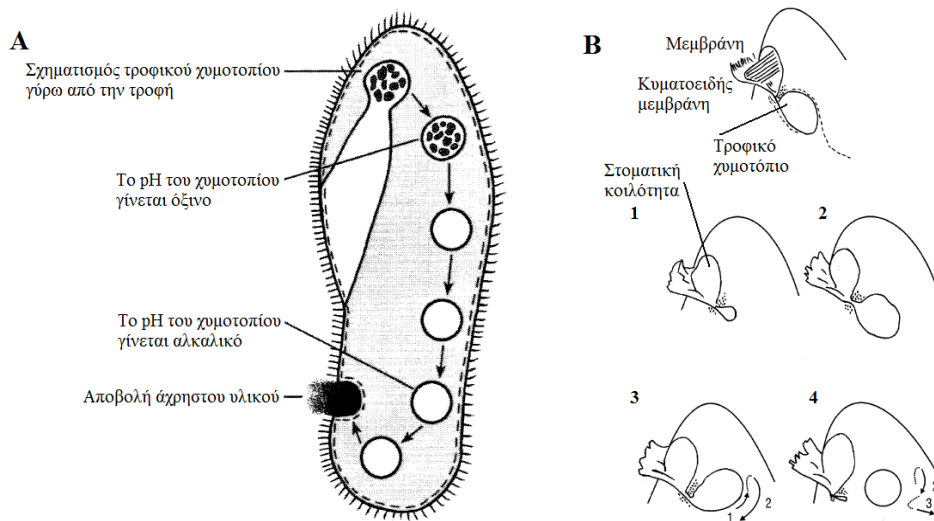 A
Σχηματισμός τροφικού χυμοτοπίου
γύρω από την τροφή
Το pH του χυμοτοπίου
γίνεται όξινο
Το pH του χυμοτοπίου
γίνεται αλκαλικό
Αποβολή άχρηστου υλικού
B
Μεμβράνη
Κυματοειδής
μεμβράνη
Τροφικό
χυμοτόπιο
Στοματική
κοιλότητα
1
2
3
1
2
4
3